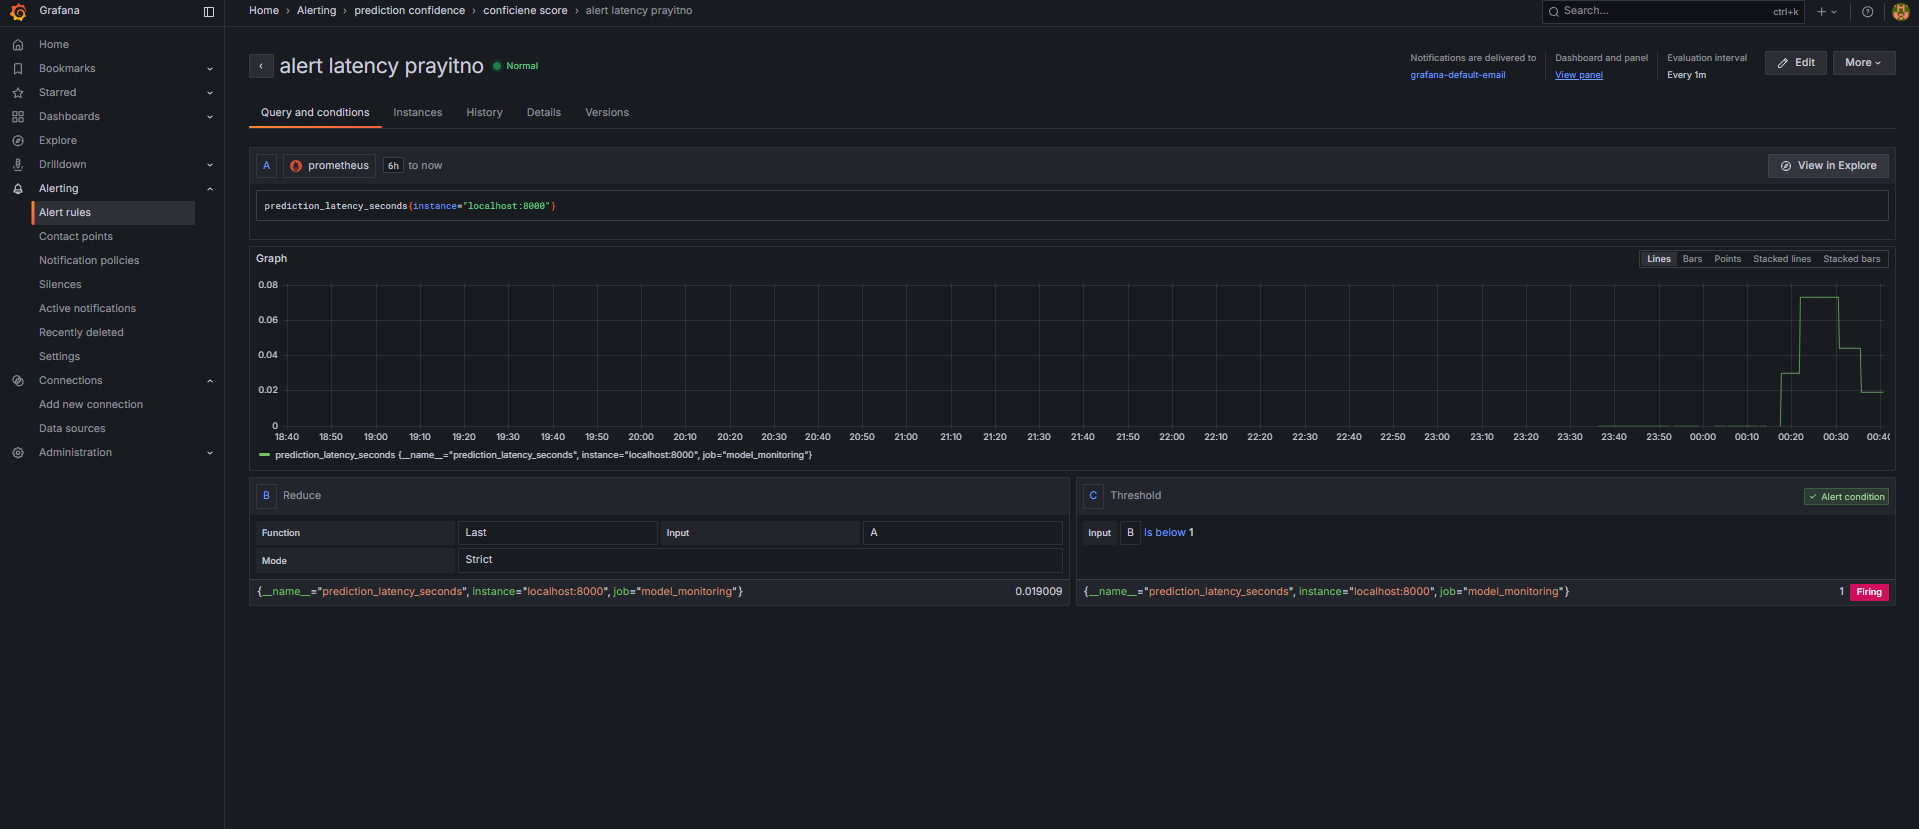 Grafana
Home › Alerting › prediction confidence › conficiene score › alert latency prayitno
Search...
ctrl+k
Home
Bookmarks
Starred
Dashboards
Explore
Drilldown
Alerting
Alert rules
Contact points
Notification policies
Silences
Active notifications
Recently deleted
Settings
Connections
Add new connection
Data sources
Administration
alert latency prayitno
Normal
Notifications are delivered to
grafana-default-email
Dashboard and panel
View panel
Evaluation interval
Every 1m
Edit
More
Query and conditions
Instances
History
Details
Versions
A
prometheus
6h to now
View in Explore
prediction_latency_seconds{instance="localhost:8000"}
Graph
Lines Bars Points Stacked lines Stacked bars
0.08
0.06
0.04
0.02
0
18:40 18:50 19:00 19:10 19:20 19:30 19:40 19:50 20:00 20:10 20:20 20:30 20:40 20:50 21:00 21:10 21:20 21:30 21:40 21:50 22:00 22:10 22:20 22:30 22:40 22:50 23:00 23:10 23:20 23:30 23:40 23:50 00:00 00:10 00:20 00:30 00:40
prediction_latency_seconds {__name__="prediction_latency_seconds", instance="localhost:8000", job="model_monitoring"}
B Reduce
Function Last Input A
Mode Strict
{__name__="prediction_latency_seconds", instance="localhost:8000", job="model_monitoring"} 0.019009
C Threshold
Alert condition
Input B Is below 1
{__name__="prediction_latency_seconds", instance="localhost:8000", job="model_monitoring"} 1 Firing